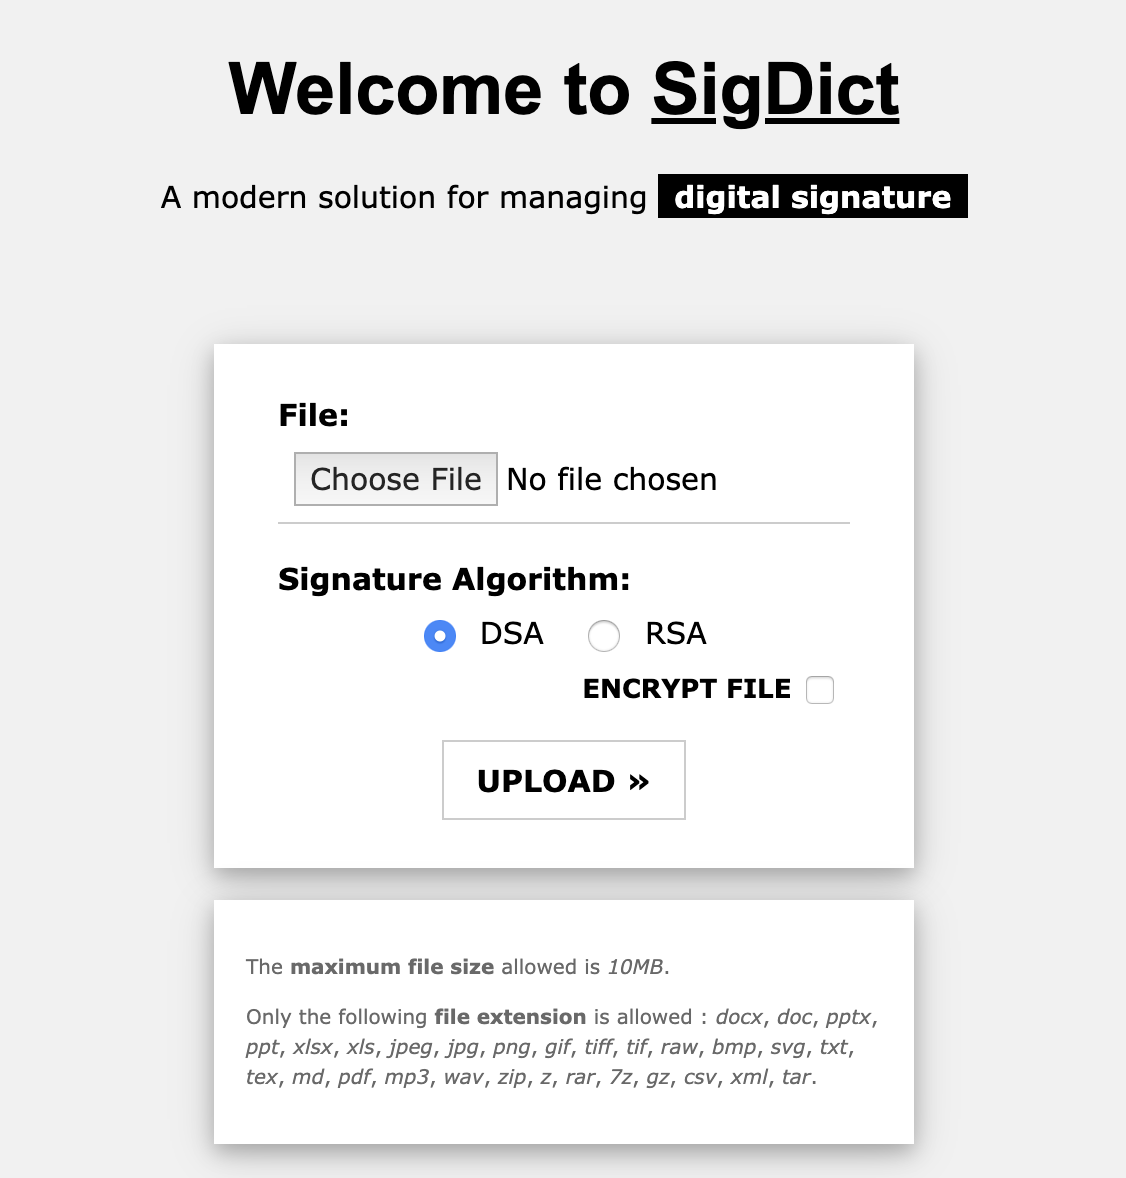 Welcome to SigDict
A modern solution for managing digital signature
File:
Choose File No file chosen
Signature Algorithm:
DSA RSA
ENCRYPT FILE
UPLOAD »
The maximum file size allowed is 10MB.
Only the following file extension is allowed : docx, doc, pptx,
ppt, xlsx, xls, jpeg, jpg, png, gif, tiff, tif, raw, bmp, svg, txt,
tex, md, pdf, mp3, wav, zip, z, rar, 7z, gz, csv, xml, tar.